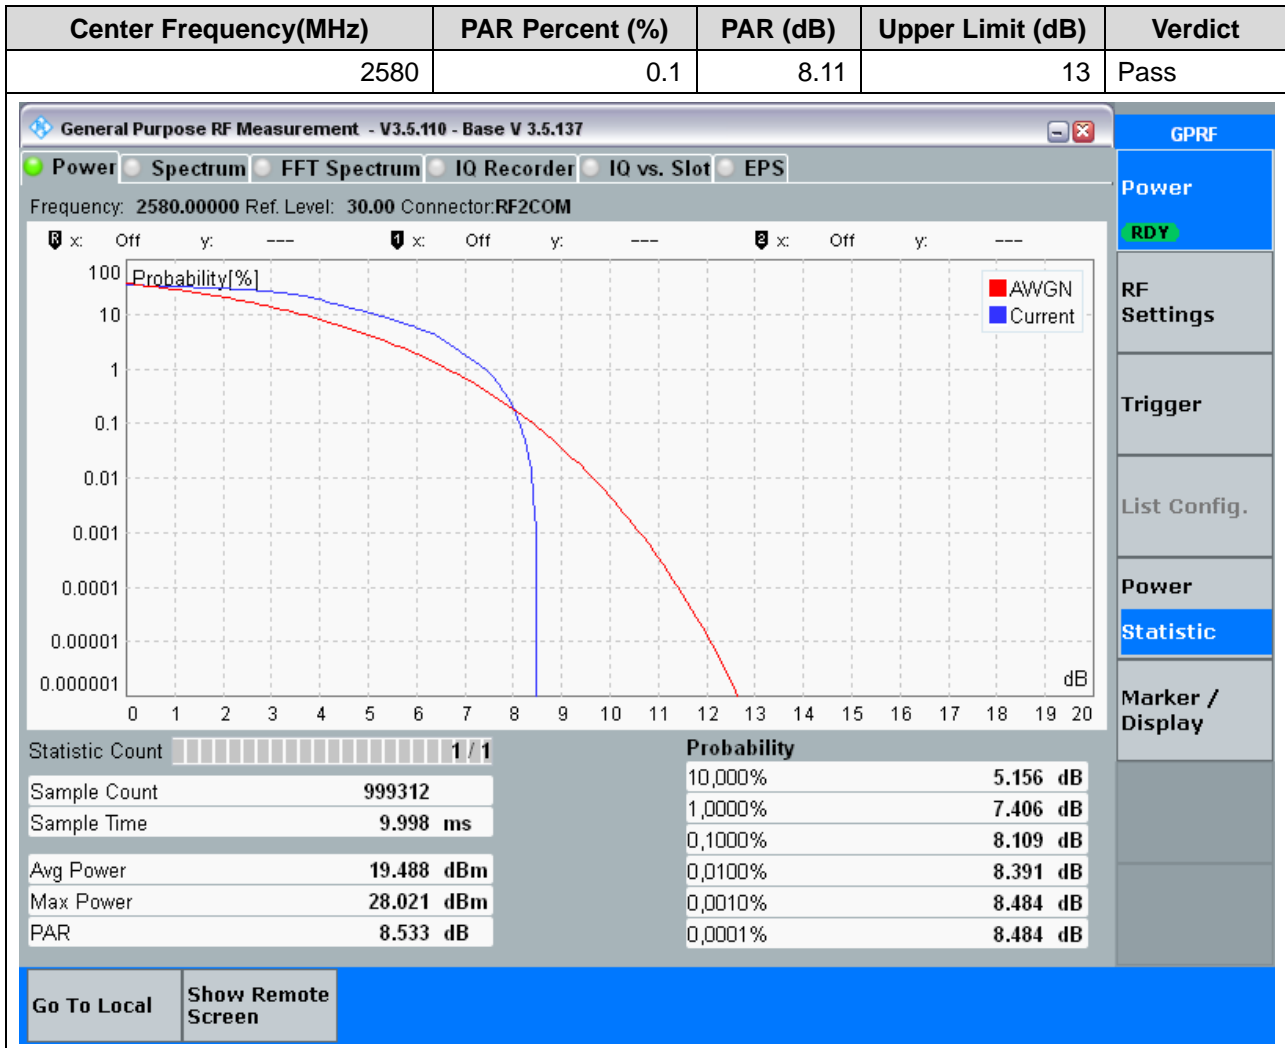 Center Frequency(MHz) PAR Percent (%) PAR (dB) Upper Limit (dB) Verdict
2580 0.1 8.11 13 Pass
General Purpose RF Measurement - V3.5.110 - Base V 3.5.137
GPRF
Power Spectrum FFT Spectrum IQ Recorder IQ vs. Slot EPS
Power
RDY
Frequency: 2580.00000 Ref. Level: 30.00 Connector:RF2COM
R x: Off y: --- 1 x: Off y: --- 2 x: Off y: ---
Probability[%]
AWGN
Current
100
10
1
0.1
0.01
0.001
0.0001
0.00001
0.000001
dB
0 1 2 3 4 5 6 7 8 9 10 11 12 13 14 15 16 17 18 19 20
RF
Settings
Trigger
List Config.
Power
Statistic
Marker /
Display
Statistic Count 1 / 1
Sample Count 999312
Sample Time 9.998 ms
Avg Power 19.488 dBm
Max Power 28.021 dBm
PAR 8.533 dB
Probability
10,000% 5.156 dB
1,0000% 7.406 dB
0,1000% 8.109 dB
0,0100% 8.391 dB
0,0010% 8.484 dB
0,0001% 8.484 dB
Go To Local
Show Remote
Screen